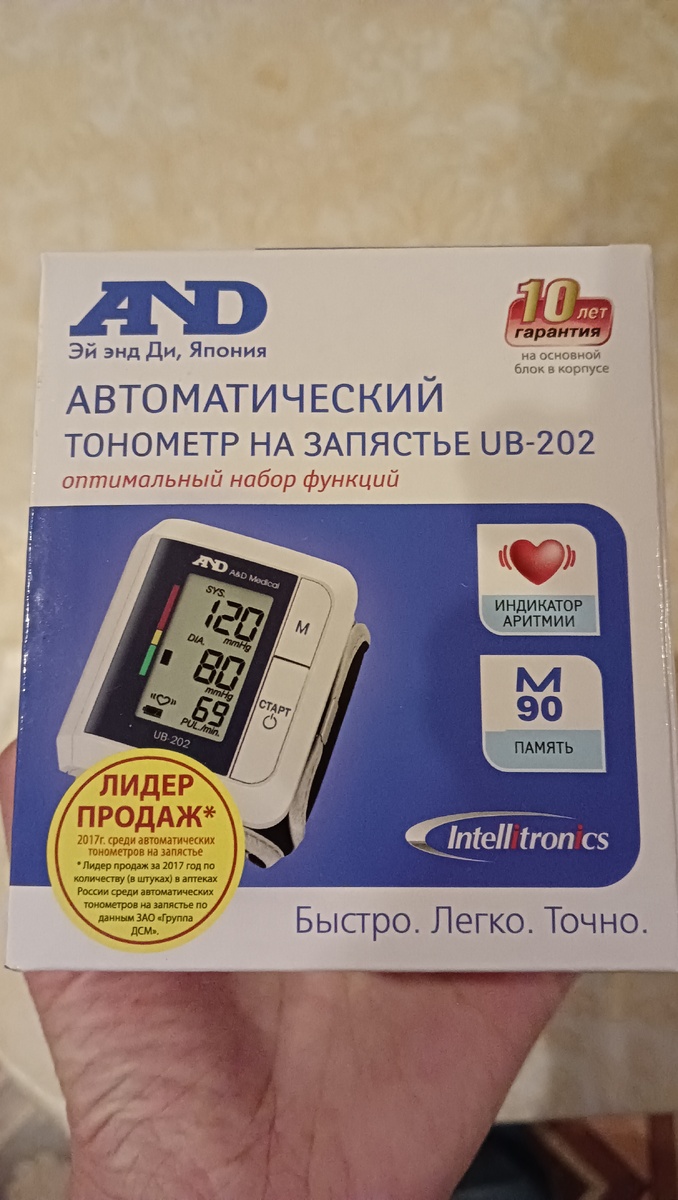 AND
Эй энд Ди, Япония
10 лет
гарантия
на основной
блок в корпусе
АВТОМАТИЧЕСКИЙ
ТОНОМЕТР НА ЗАПЯСТЬЕ UB-202
оптимальный набор функций
AND A&D Medical
SYS.
120
mmHg
DIA.
80
mmHg
69
PUL./min.
UB-202
M
СТАРТ
ИНДИКАТОР
АРИТМИИ
M
90
ПАМЯТЬ
Intellitronics
ЛИДЕР
ПРОДАЖ*
2017г. среди автоматических
тонометров на запястье
*Лидер продаж за 2017 год по
количеству (в штуках) в аптеках
России среди автоматических
тонометров на запястье по
данным ЗАО «Группа
ДСМ».
Быстро. Легко. Точно.